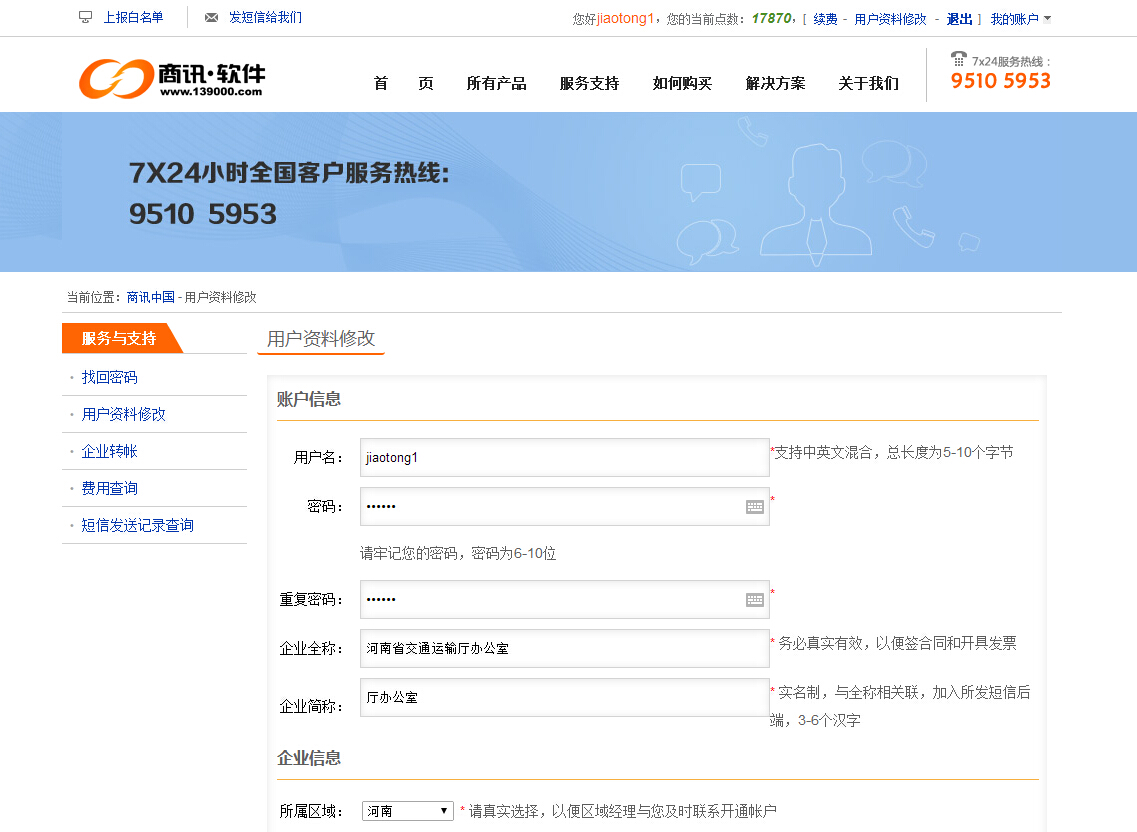 上报白名单 发短信给我们 您好jiaotong1，您的当前点数：17870，[ 续费 - 用户资料修改 - 退出 ] 我的账户
商讯·软件
www.139000.com
首 页 所有产品 服务支持 如何购买 解决方案 关于我们
7x24服务热线：
9510 5953
7X24小时全国客户服务热线:
9510 5953
当前位置：商讯中国 - 用户资料修改
服务与支持
找回密码
用户资料修改
企业转帐
费用查询
短信发送记录查询
用户资料修改
账户信息
用户名： jiaotong1 *支持中英文混合，总长度为5-10个字节
密码： •••••• *
请牢记您的密码，密码为6-10位
重复密码： •••••• *
企业全称： 河南省交通运输厅办公室 * 务必真实有效，以便签合同和开具发票
企业简称： 厅办公室 * 实名制，与全称相关联，加入所发短信后
端，3-6个汉字
企业信息
所属区域： 河南 * 请真实选择，以便区域经理与您及时联系开通帐户